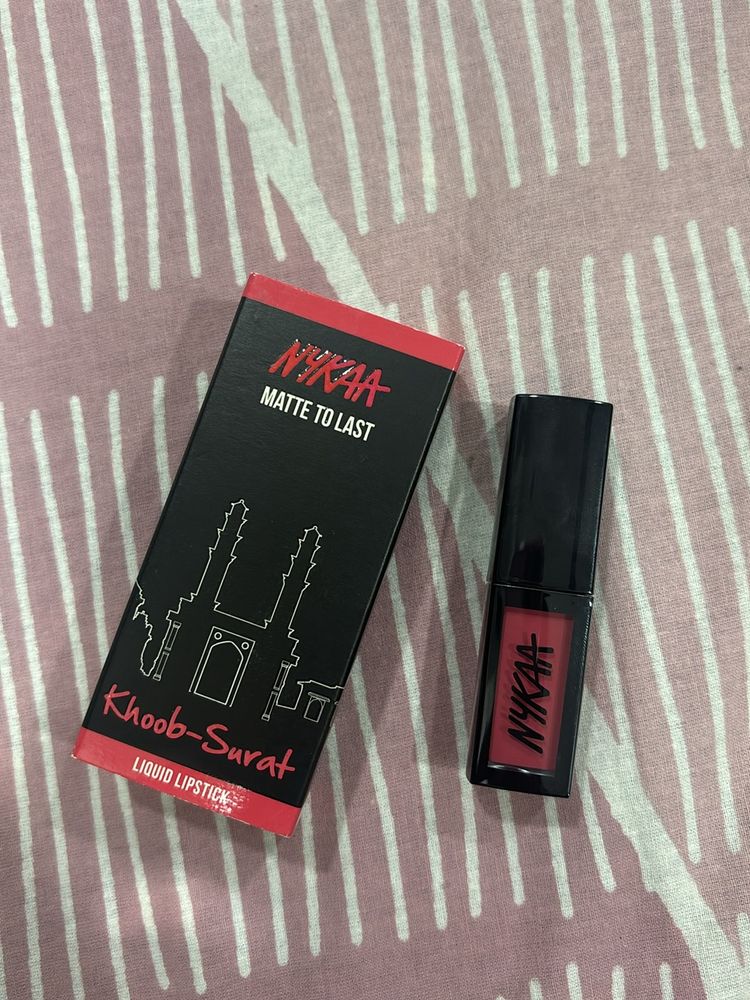 NYKAA
MATTE TO LAST
Khoob-Surat
LIQUID LIPSTICK
NYKAA